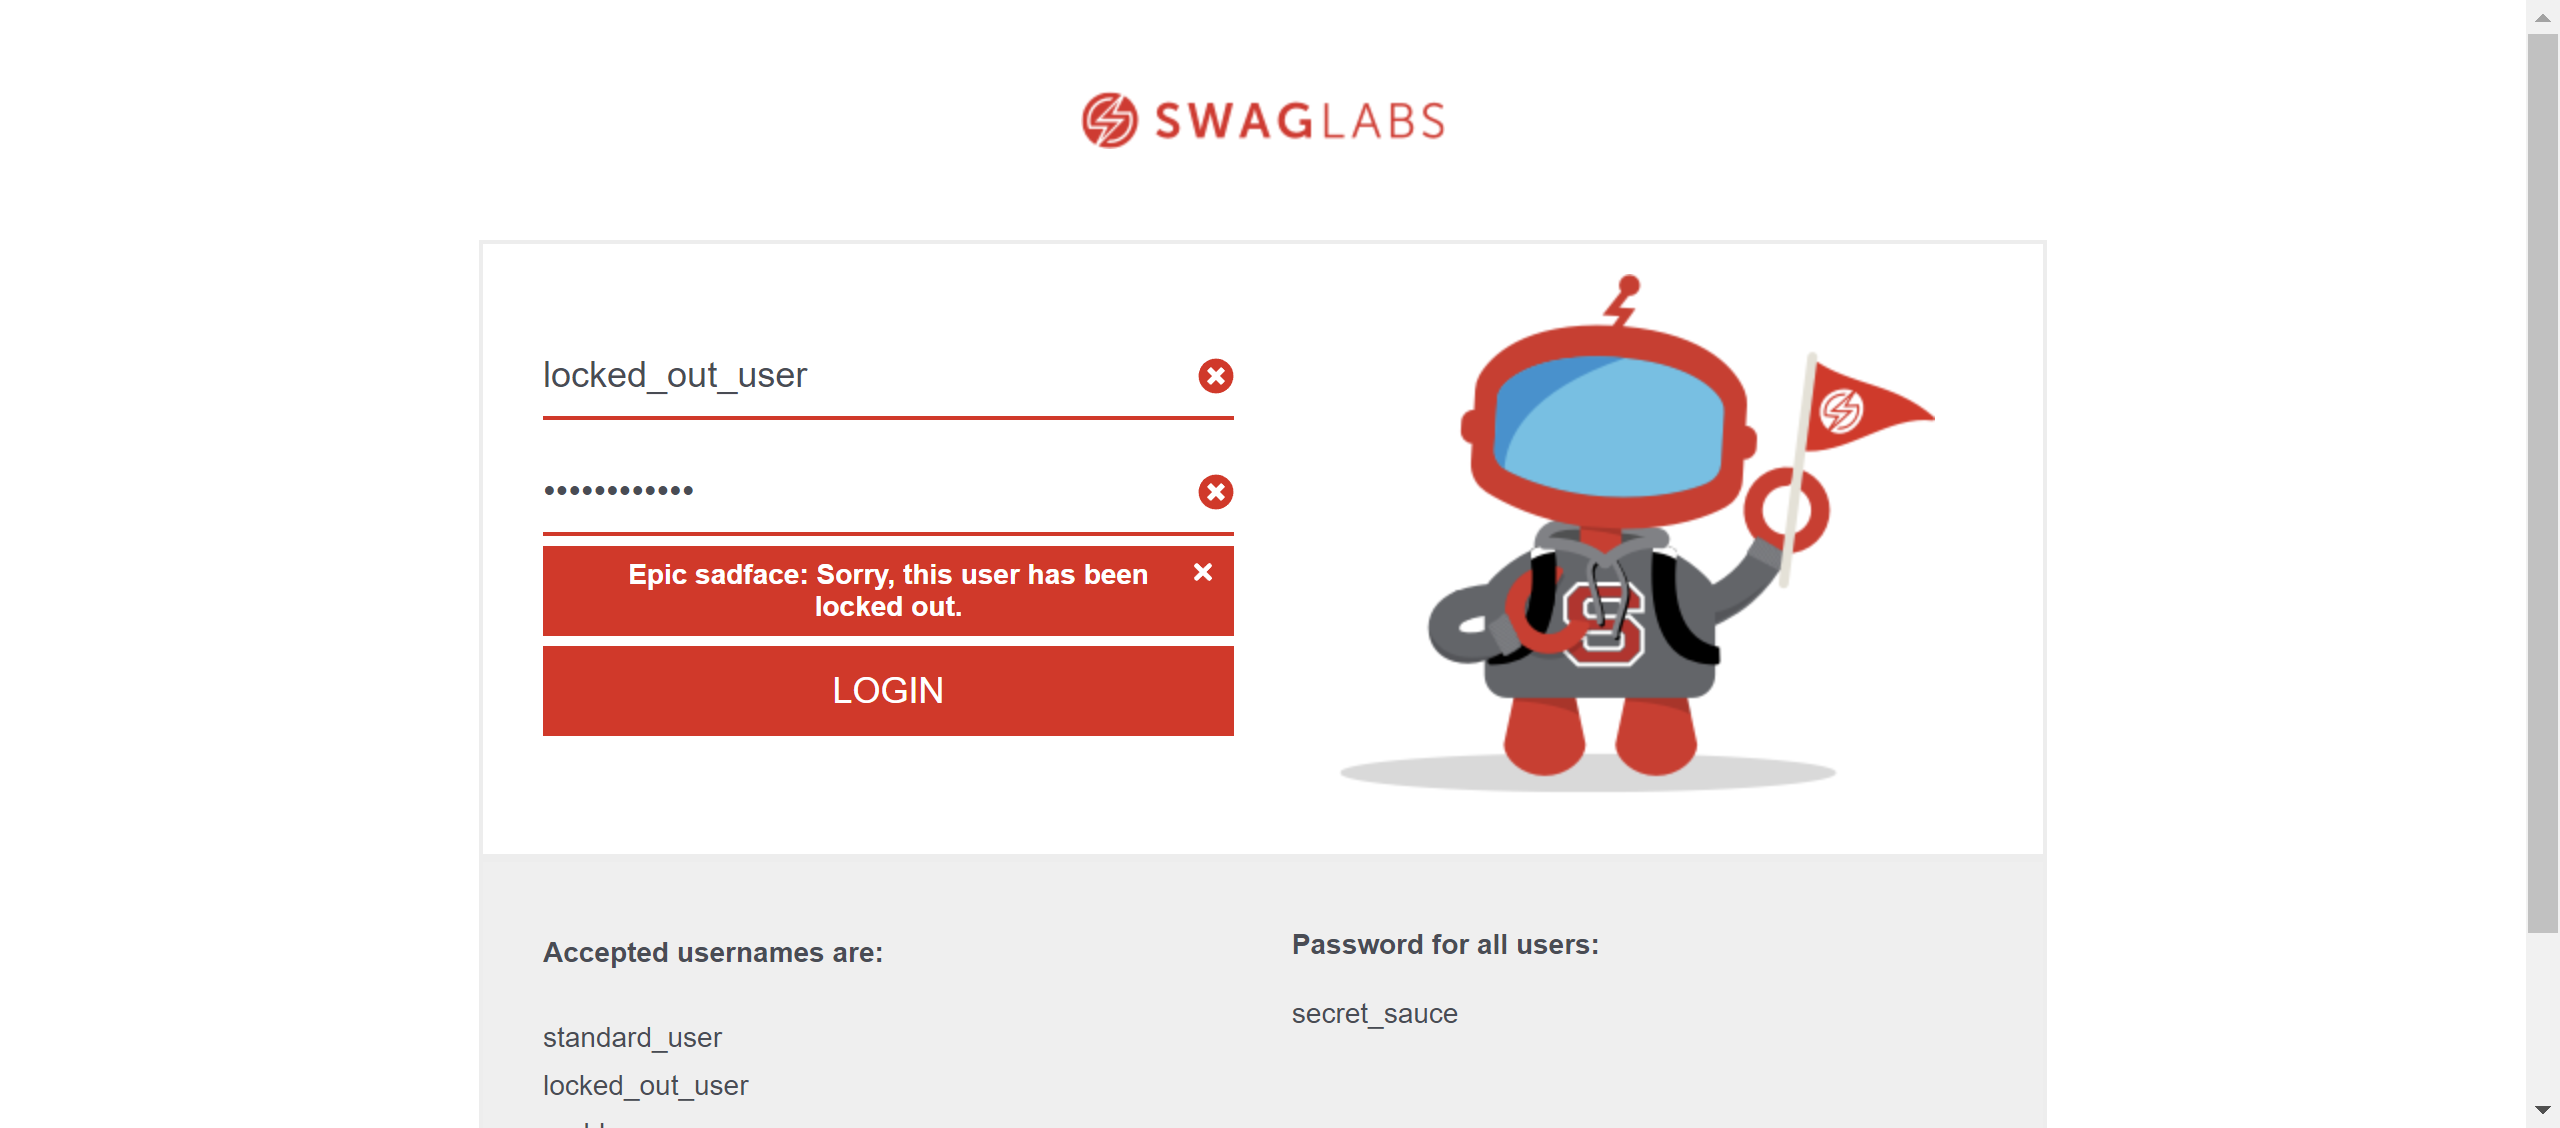 SWAGLABS
locked_out_user
Epic sadface: Sorry, this user has been
locked out.
LOGIN
Accepted usernames are:
standard_user
locked_out_user
Password for all users:
secret_sauce